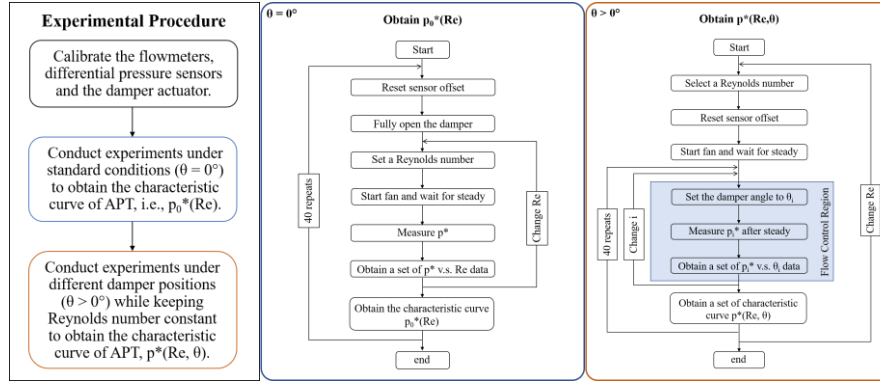 Experimental Procedure
Calibrate the flowmeters,
differential pressure sensors
and the damper actuator.
Conduct experiments under
standard conditions (θ = 0°)
to obtain the characteristic
curve of APT, i.e., p₀*(Re).
Conduct experiments under
different damper positions
(θ > 0°) while keeping
Reynolds number constant
to obtain the characteristic
curve of APT, p*(Re, θ).
θ = 0°
Obtain p₀*(Re)
Start
Reset sensor offset
Fully open the damper
Set a Reynolds number
Start fan and wait for steady
Measure p*
Obtain a set of p* v.s. Re data
Obtain the characteristic curve
p₀*(Re)
end
40 repeats
Change Re
θ > 0°
Obtain p*(Re,θ)
Start
Select a Reynolds number
Reset sensor offset
Start fan and wait for steady
Set the damper angle to θᵢ
Measure pᵢ* after steady
Obtain a set of pᵢ* v.s. θᵢ data
Obtain a set of characteristic
curve p*(Re, θ)
end
40 repeats
Change i
Flow Control Region
Change Re